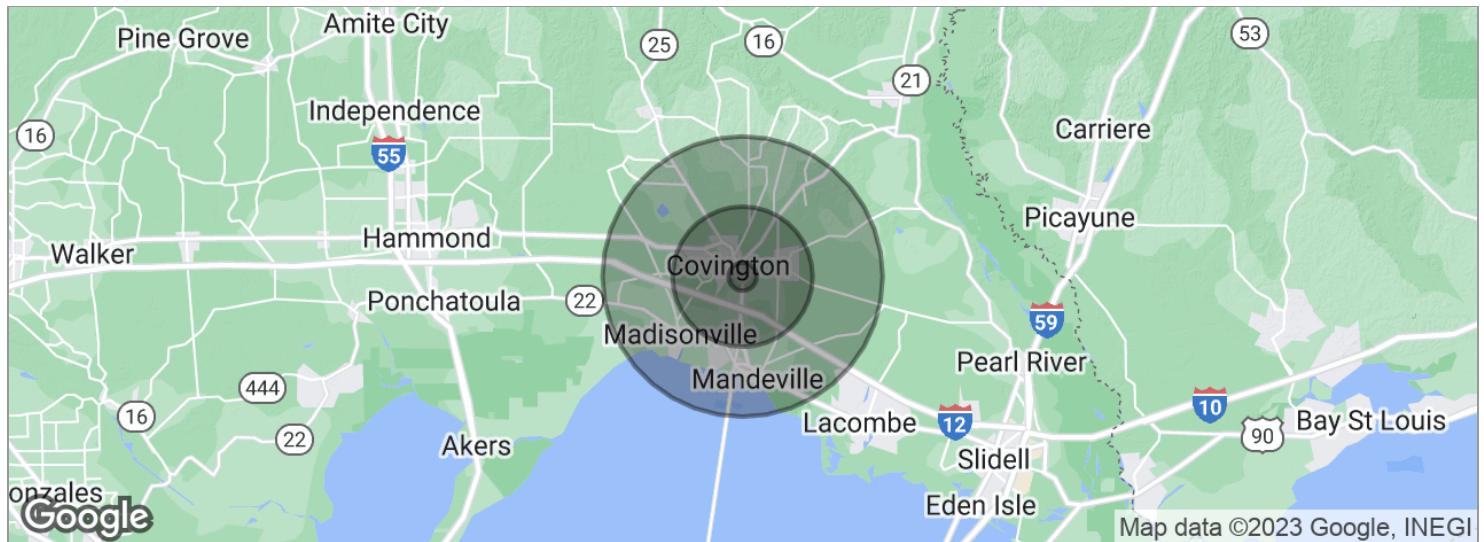 Amite City
Pine Grove
25
16
53
21
Independence
16
55
Carriere
Picayune
Hammond
Walker
Covington
Ponchatoula
22
59
Madisonville
Pearl River
Mandeville
444
10
16
Lacombe
12
Bay St Louis
90
22
Akers
Slidell
onzales
Eden Isle
Google
Map data ©2023 Google, INEGI